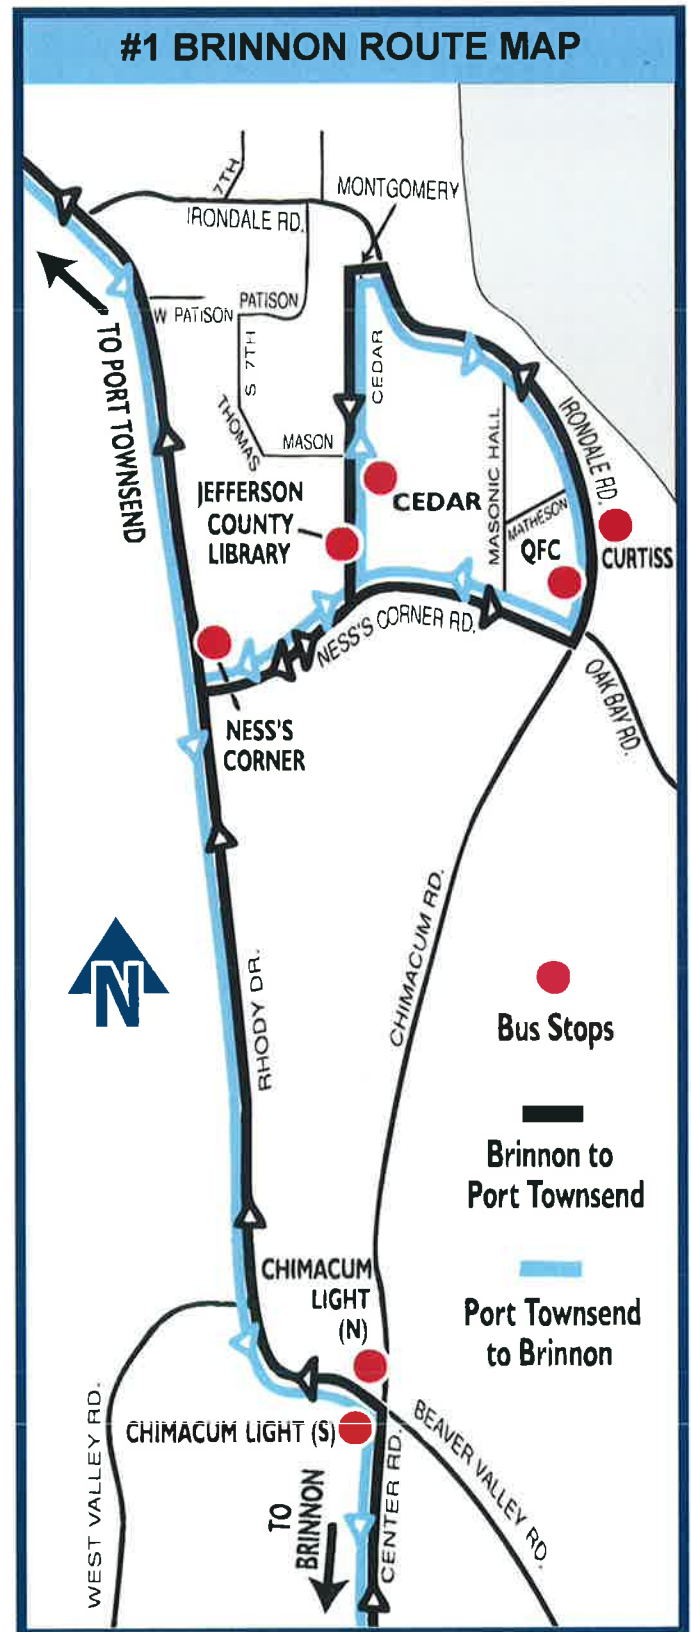 #1 BRINNON ROUTE MAP
7TH
MONTGOMERY
IRONDALE RD.
W PATISON
PATISON
TO PORT TOWNSEND
S 7TH
CEDAR
THOMAS
MASON
MASONIC HALL
IRONDALE RD.
JEFFERSON
COUNTY
LIBRARY
CEDAR
MATHESON
QFC
CURTISS
NESS'S CORNER RD.
OAK BAY RD.
NESS'S
CORNER
CHIMACUM RD.
N
RHODY DR.
Bus Stops
Brinnon to
Port Townsend
CHIMACUM
LIGHT
(N)
Port Townsend
to Brinnon
WEST VALLEY RD.
CHIMACUM LIGHT (S)
BEAVER VALLEY RD.
TO
BRINNON
CENTER RD.